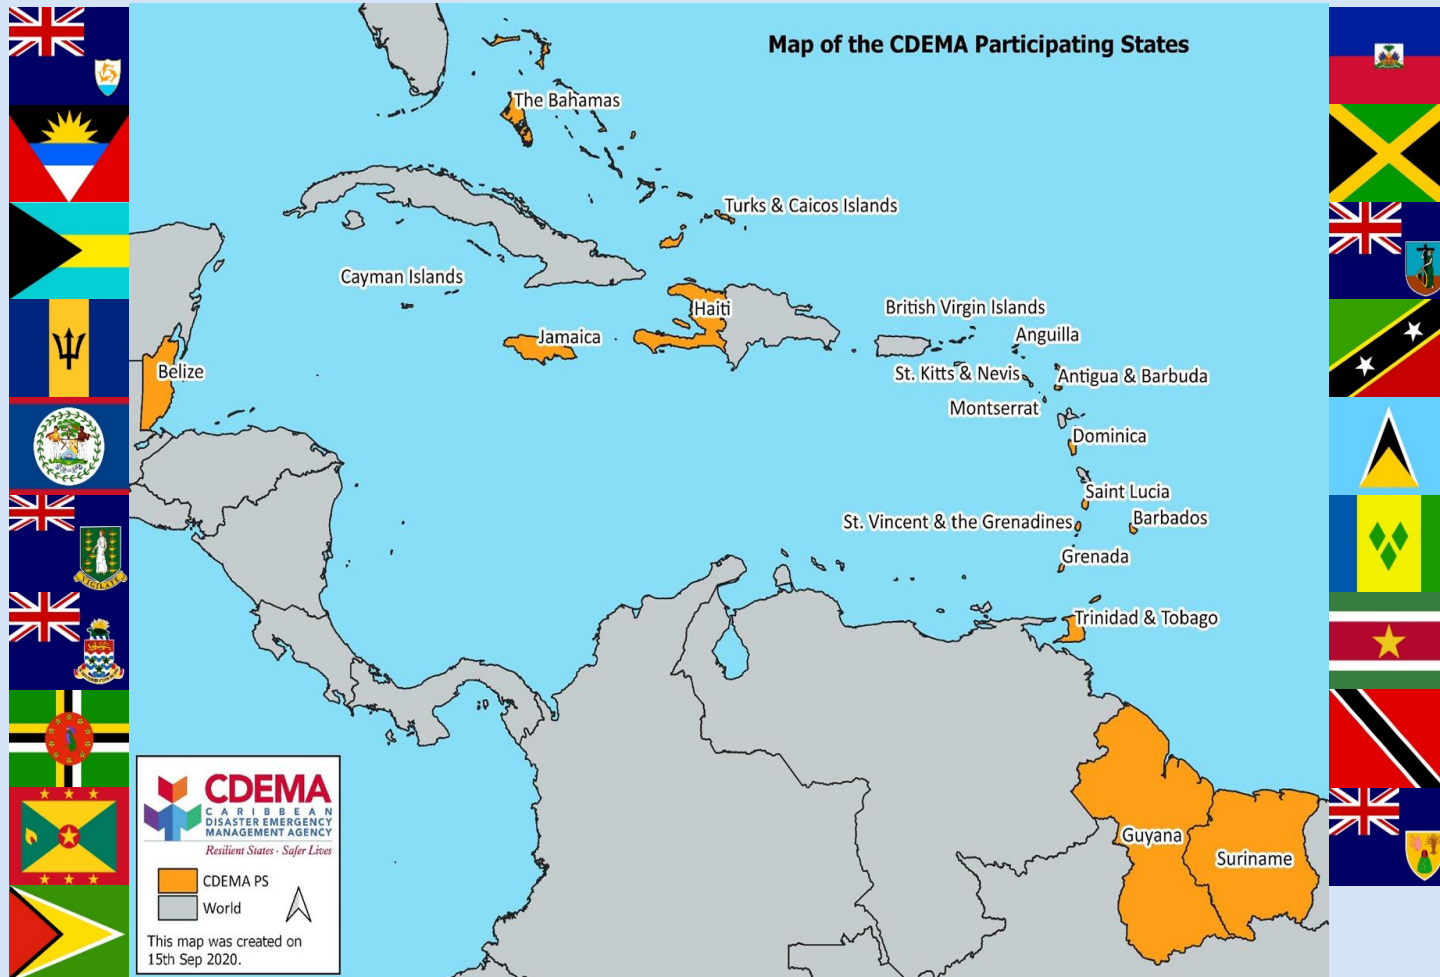 Map of the CDEMA Participating States
The Bahamas
Turks & Caicos Islands
Cayman Islands
Haiti
British Virgin Islands
Jamaica
Anguilla
Belize
St. Kitts & Nevis
Antigua & Barbuda
Montserrat
Dominica
Saint Lucia
St. Vincent & the Grenadines
Barbados
Grenada
Trinidad & Tobago
Guyana
Suriname
VIGILATE
CDEMA
CARIBBEAN
DISASTER EMERGENCY
MANAGEMENT AGENCY
Resilient States · Safer Lives
CDEMA PS
World
This map was created on
15th Sep 2020.